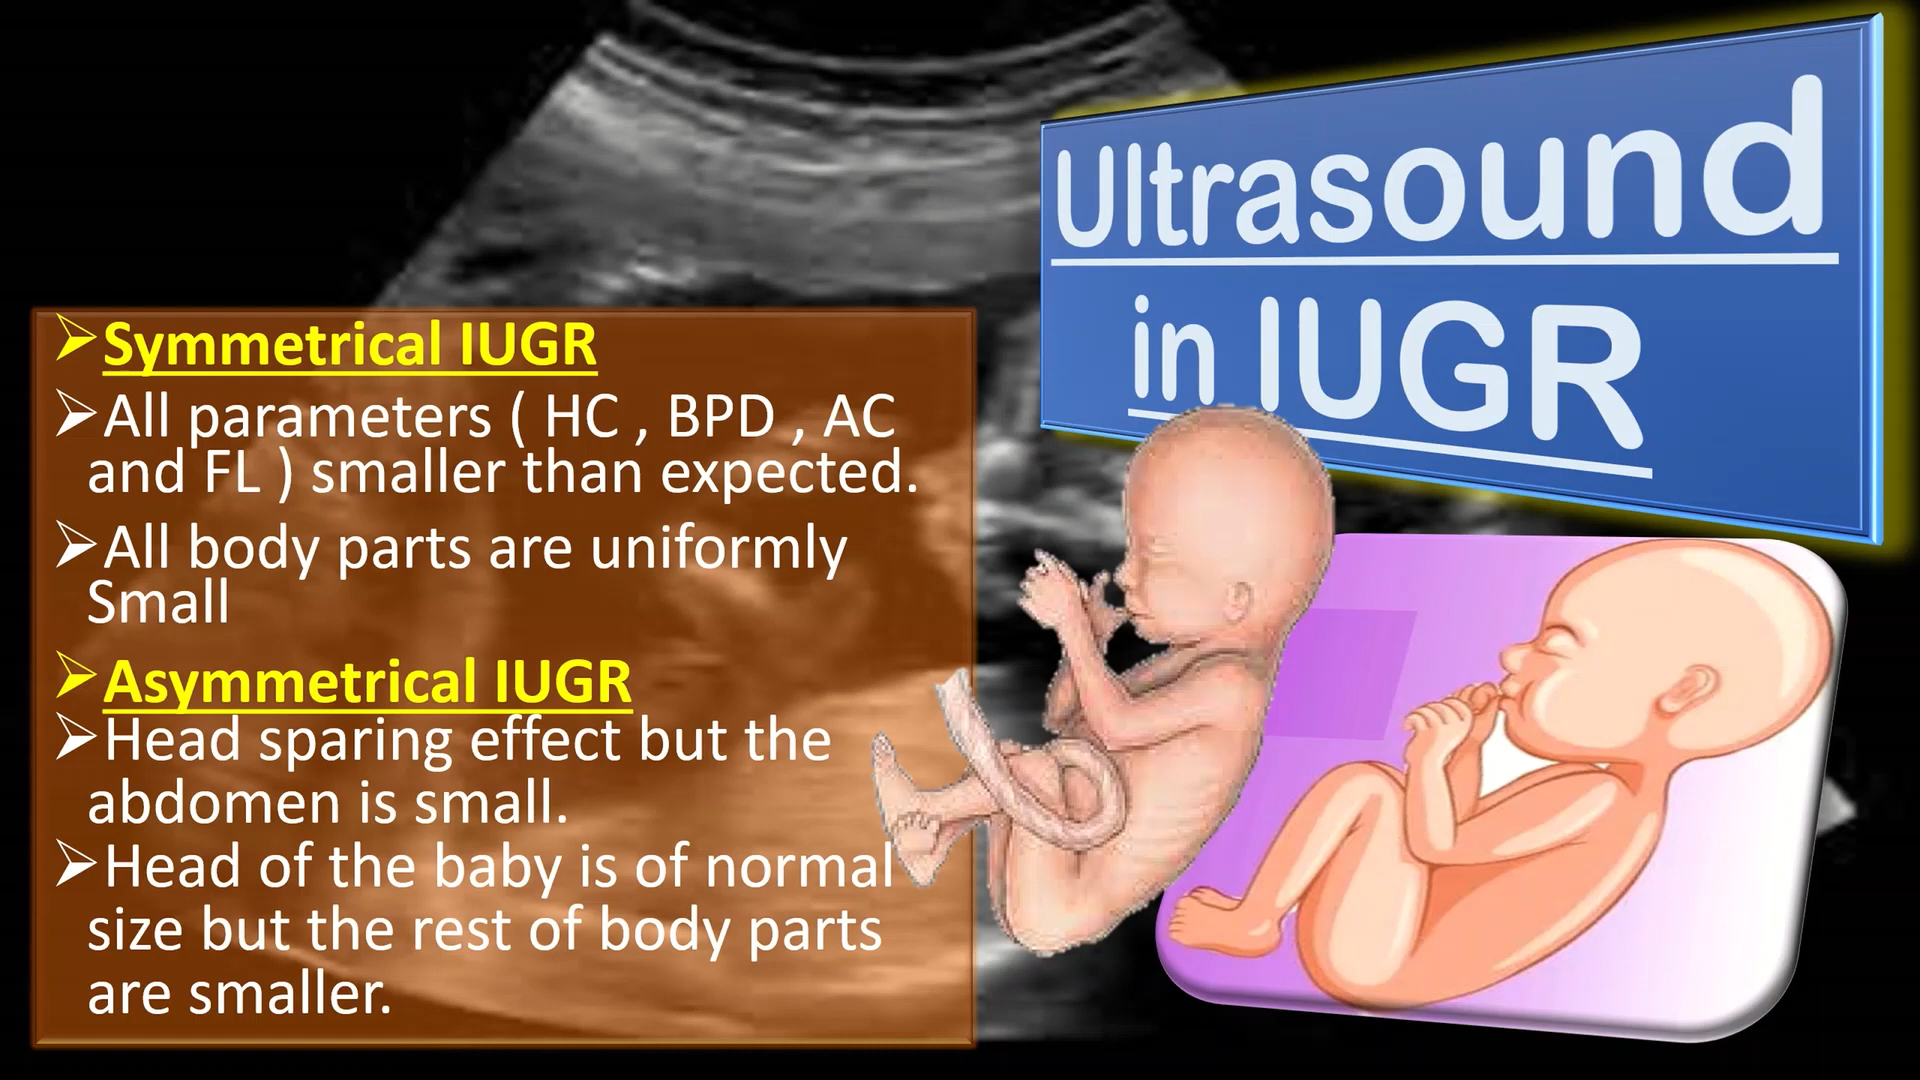 Ultrasound
in IUGR
➢Symmetrical IUGR
➢All parameters ( HC , BPD , AC
and FL ) smaller than expected.
➢All body parts are uniformly
Small
➢Asymmetrical IUGR
➢Head sparing effect but the
abdomen is small.
➢Head of the baby is of normal
size but the rest of body parts
are smaller.